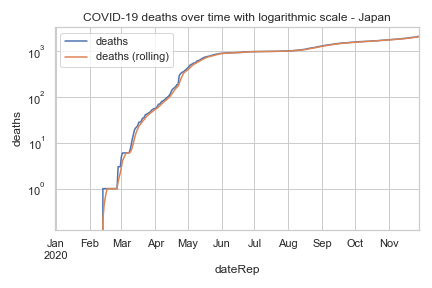 COVID-19 deaths over time with logarithmic scale - Japan
deaths
deaths (rolling)
10³
10²
10¹
10⁰
deaths
Jan Feb Mar Apr May Jun Jul Aug Sep Oct Nov
2020
dateRep